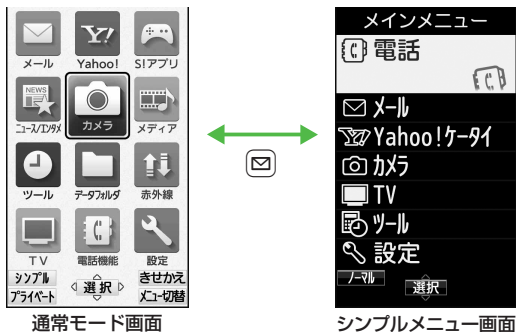 メール Yahoo! S!アプリ
NEWS
ニュース/エンタメ カメラ メディア
ツール データフォルダ 赤外線
TV 電話機能 設定
シンプル 選択 きせかえ
プライベート メニュー切替
通常モード画面
メインメニュー
電話
メール
Yahoo!ケータイ
カメラ
TV
ツール
設定
ノーマル 選択
シンプルメニュー画面